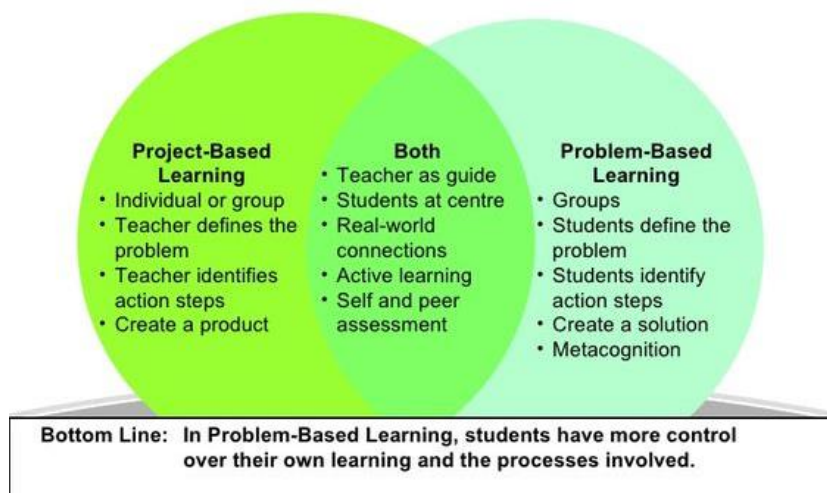 Project-Based
Learning
• Individual or group
• Teacher defines the
problem
• Teacher identifies
action steps
• Create a product
Both
• Teacher as guide
• Students at centre
• Real-world
connections
• Active learning
• Self and peer
assessment
Problem-Based
Learning
• Groups
• Students define the
problem
• Students identify
action steps
• Create a solution
• Metacognition
Bottom Line: In Problem-Based Learning, students have more control
over their own learning and the processes involved.